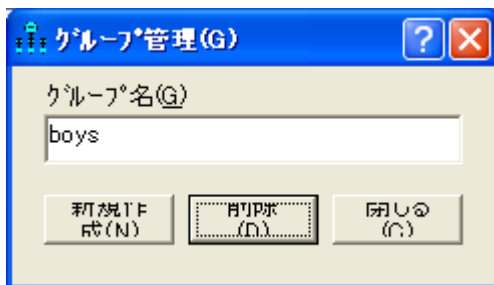 ｸﾞﾙｰﾌﾟ管理(G)
ｸﾞﾙｰﾌﾟ名(G)
boys
新規作
成(N)
削除
(D)
閉じる
(C)